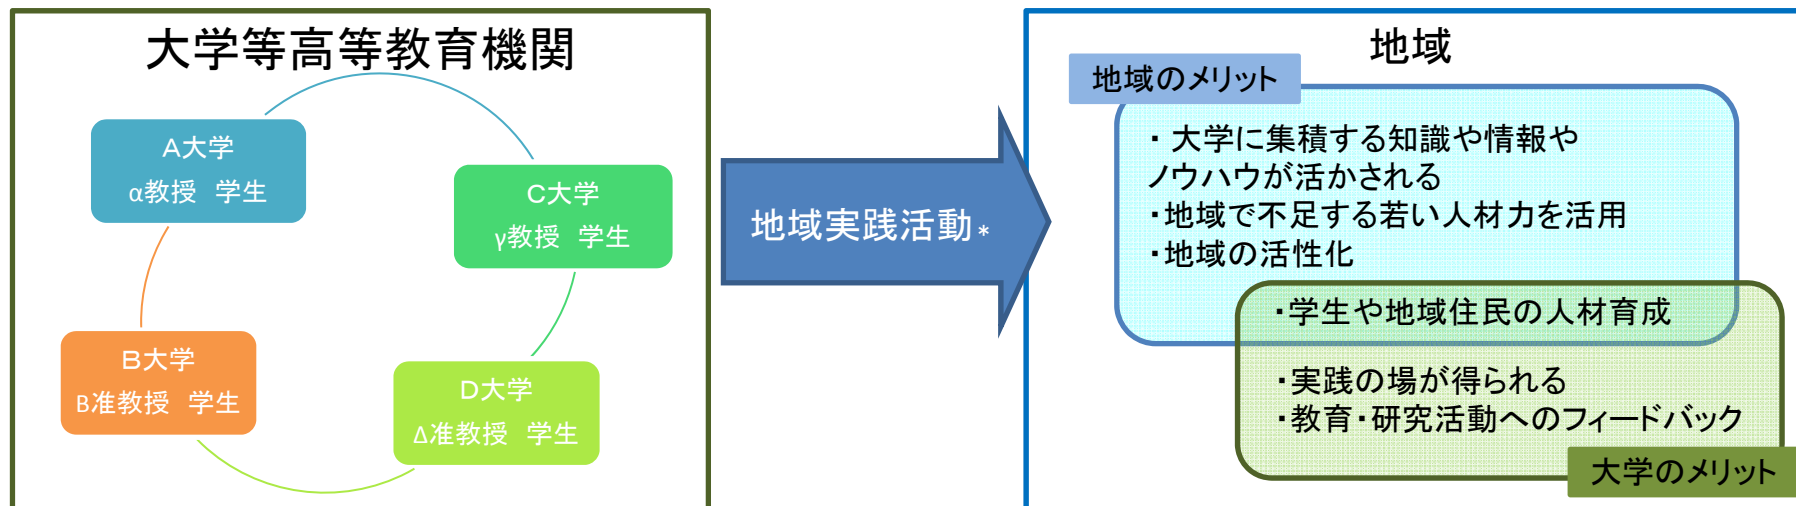 大学等高等教育機関
A大学
α教授　学生
C大学
γ教授　学生
B大学
B准教授　学生
D大学
Δ准教授　学生
地域実践活動*
地域
地域のメリット
・ 大学に集積する知識や情報や
ノウハウが活かされる
・地域で不足する若い人材力を活用
・地域の活性化
・学生や地域住民の人材育成
・実践の場が得られる
・教育・研究活動へのフィードバック
大学のメリット